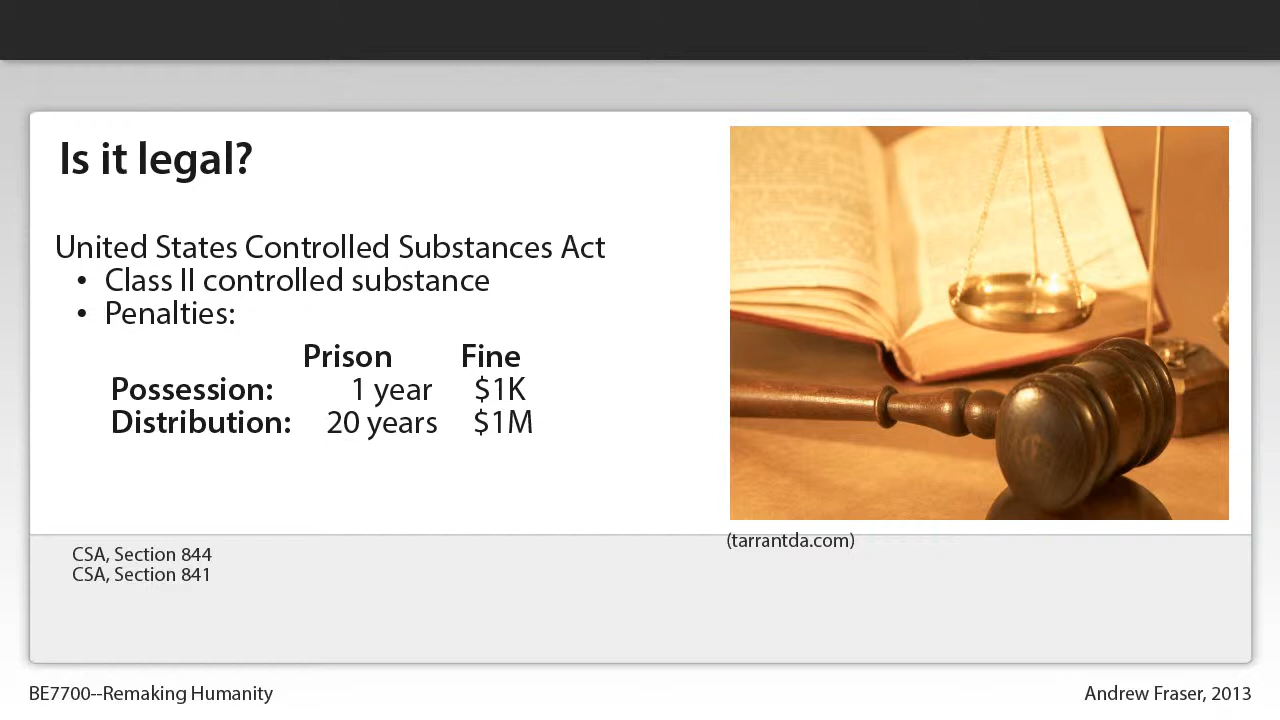 Is it legal?
United States Controlled Substances Act
• Class II controlled substance
• Penalties:
Prison Fine
Possession: 1 year $1K
Distribution: 20 years $1M
(tarrantda.com)
CSA, Section 844
CSA, Section 841
BE7700--Remaking Humanity
Andrew Fraser, 2013